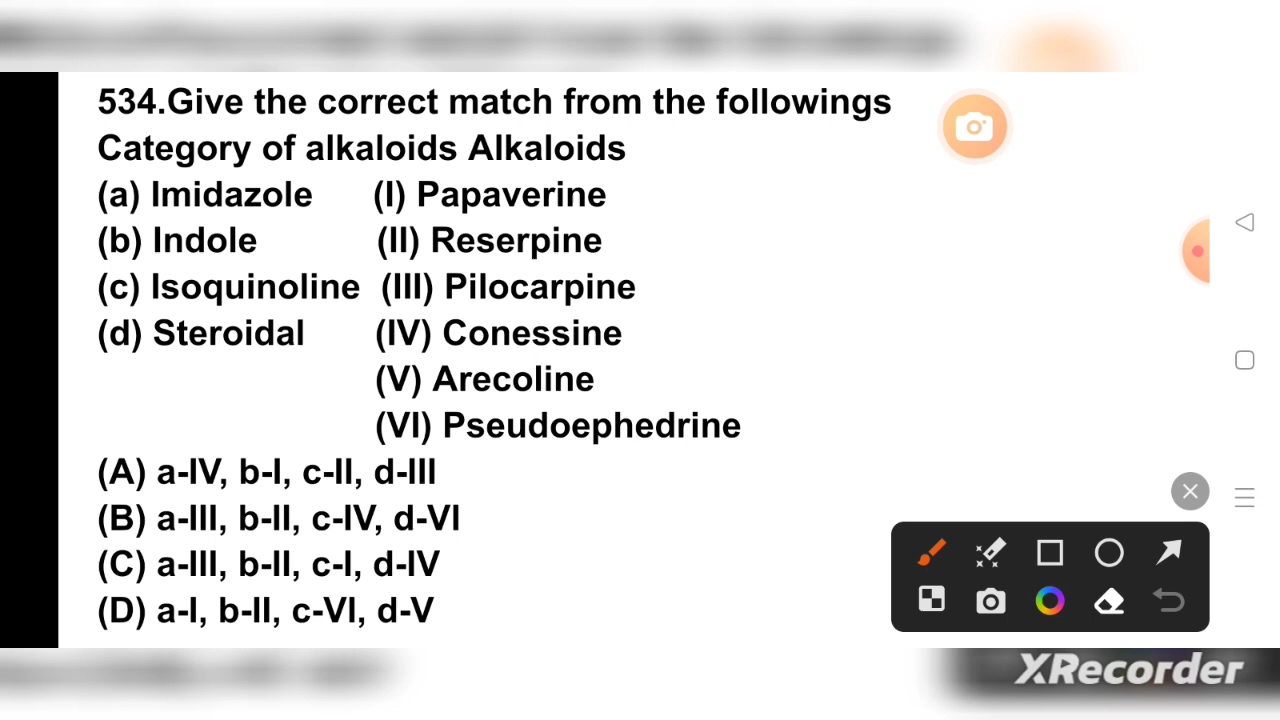 534.Give the correct match from the followings
Category of alkaloids Alkaloids
(a) Imidazole (I) Papaverine
(b) Indole (II) Reserpine
(c) Isoquinoline (III) Pilocarpine
(d) Steroidal (IV) Conessine
(V) Arecoline
(VI) Pseudoephedrine
(A) a-IV, b-I, c-II, d-III
(B) a-III, b-II, c-IV, d-VI
(C) a-III, b-II, c-I, d-IV
(D) a-I, b-II, c-VI, d-V
XRecorder